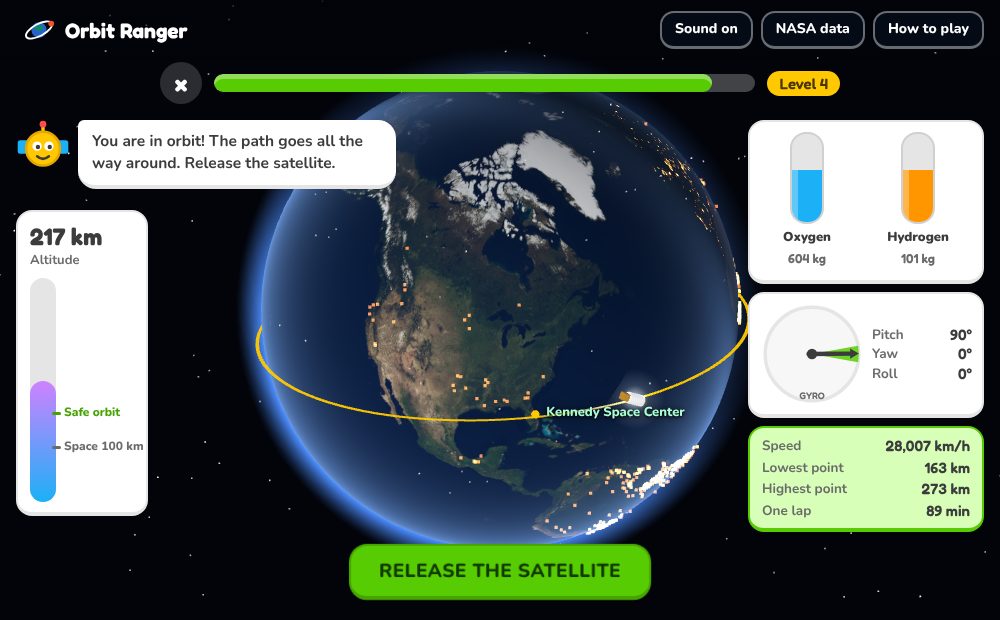 Orbit Ranger
Sound on
NASA data
How to play
Level 4
You are in orbit! The path goes all the
way around. Release the satellite.
217 km
Altitude
Safe orbit
Space 100 km
Oxygen
604 kg
Hydrogen
101 kg
GYRO
Pitch 90°
Yaw 0°
Roll 0°
Kennedy Space Center
Speed 28,007 km/h
Lowest point 163 km
Highest point 273 km
One lap 89 min
RELEASE THE SATELLITE